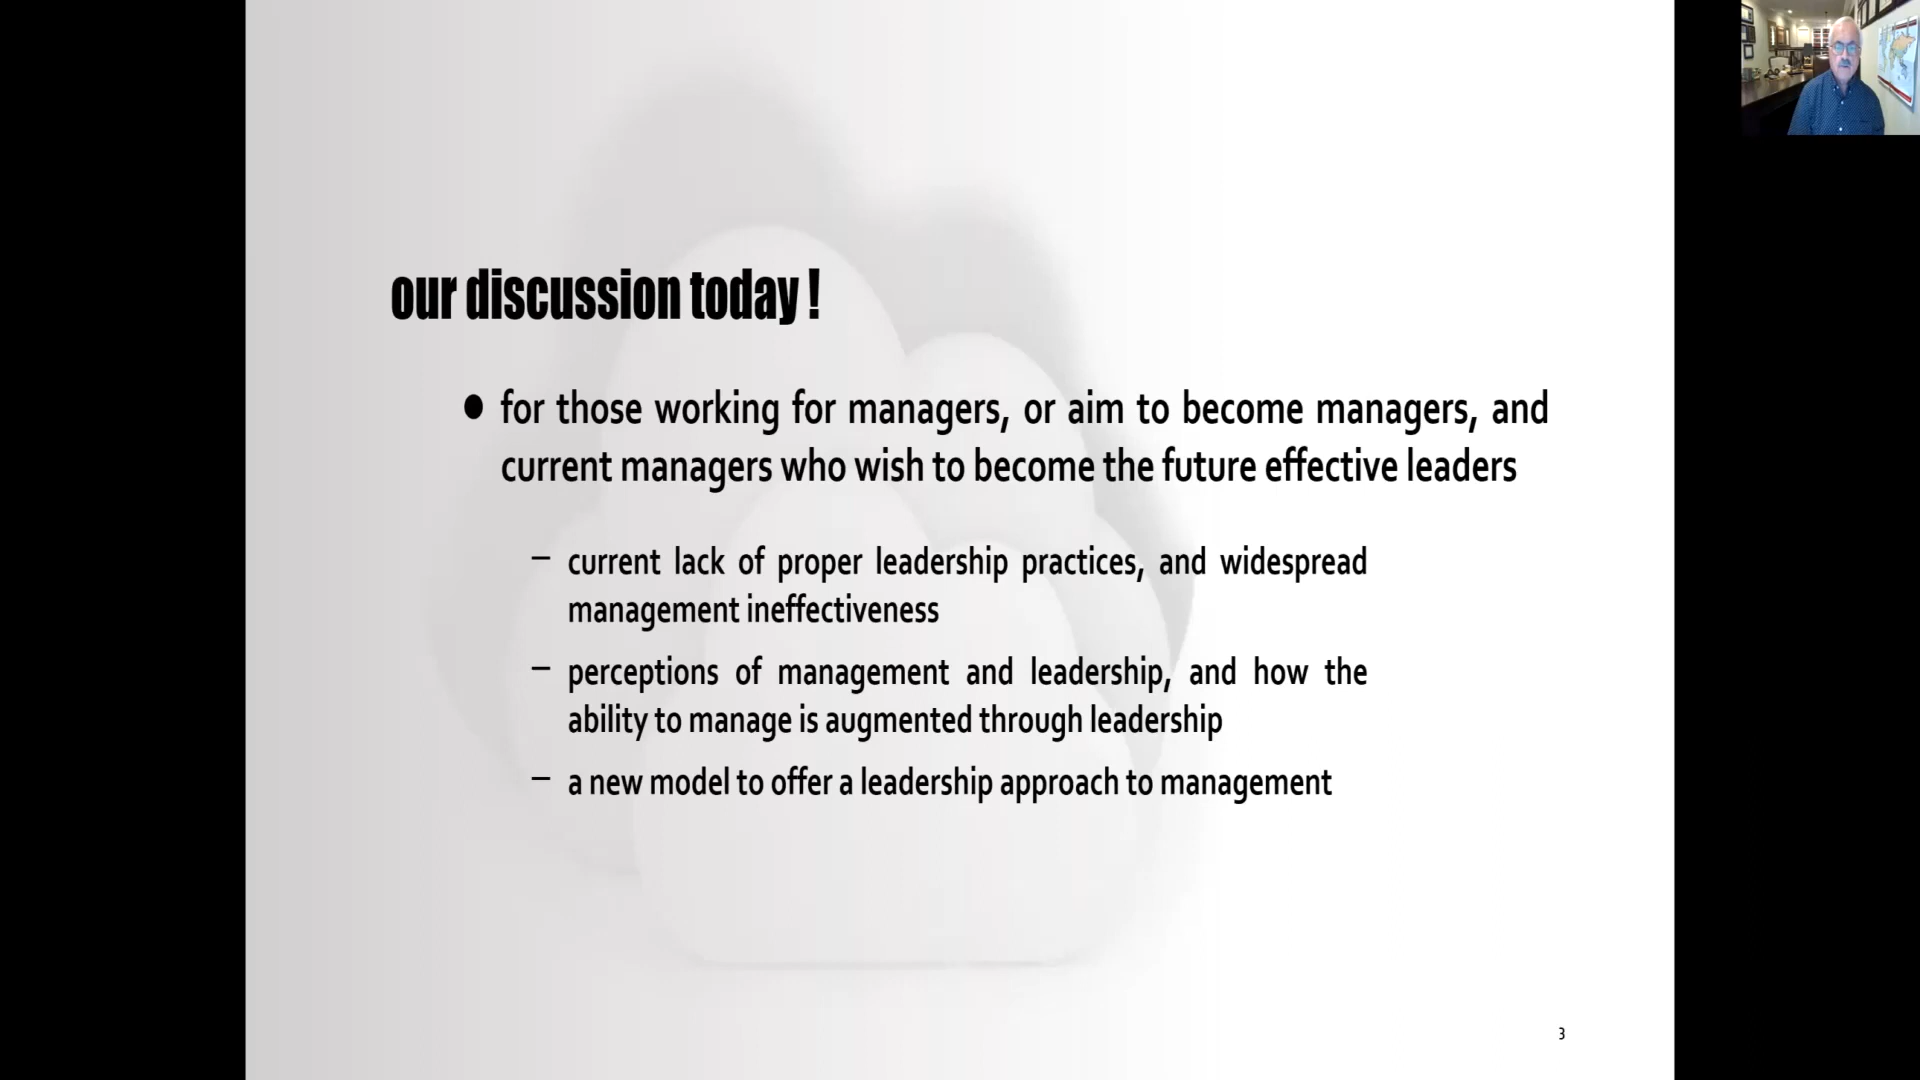 our discussion today !
● for those working for managers, or aim to become managers, and
current managers who wish to become the future effective leaders
– current lack of proper leadership practices, and widespread
management ineffectiveness
– perceptions of management and leadership, and how the
ability to manage is augmented through leadership
– a new model to offer a leadership approach to management
3